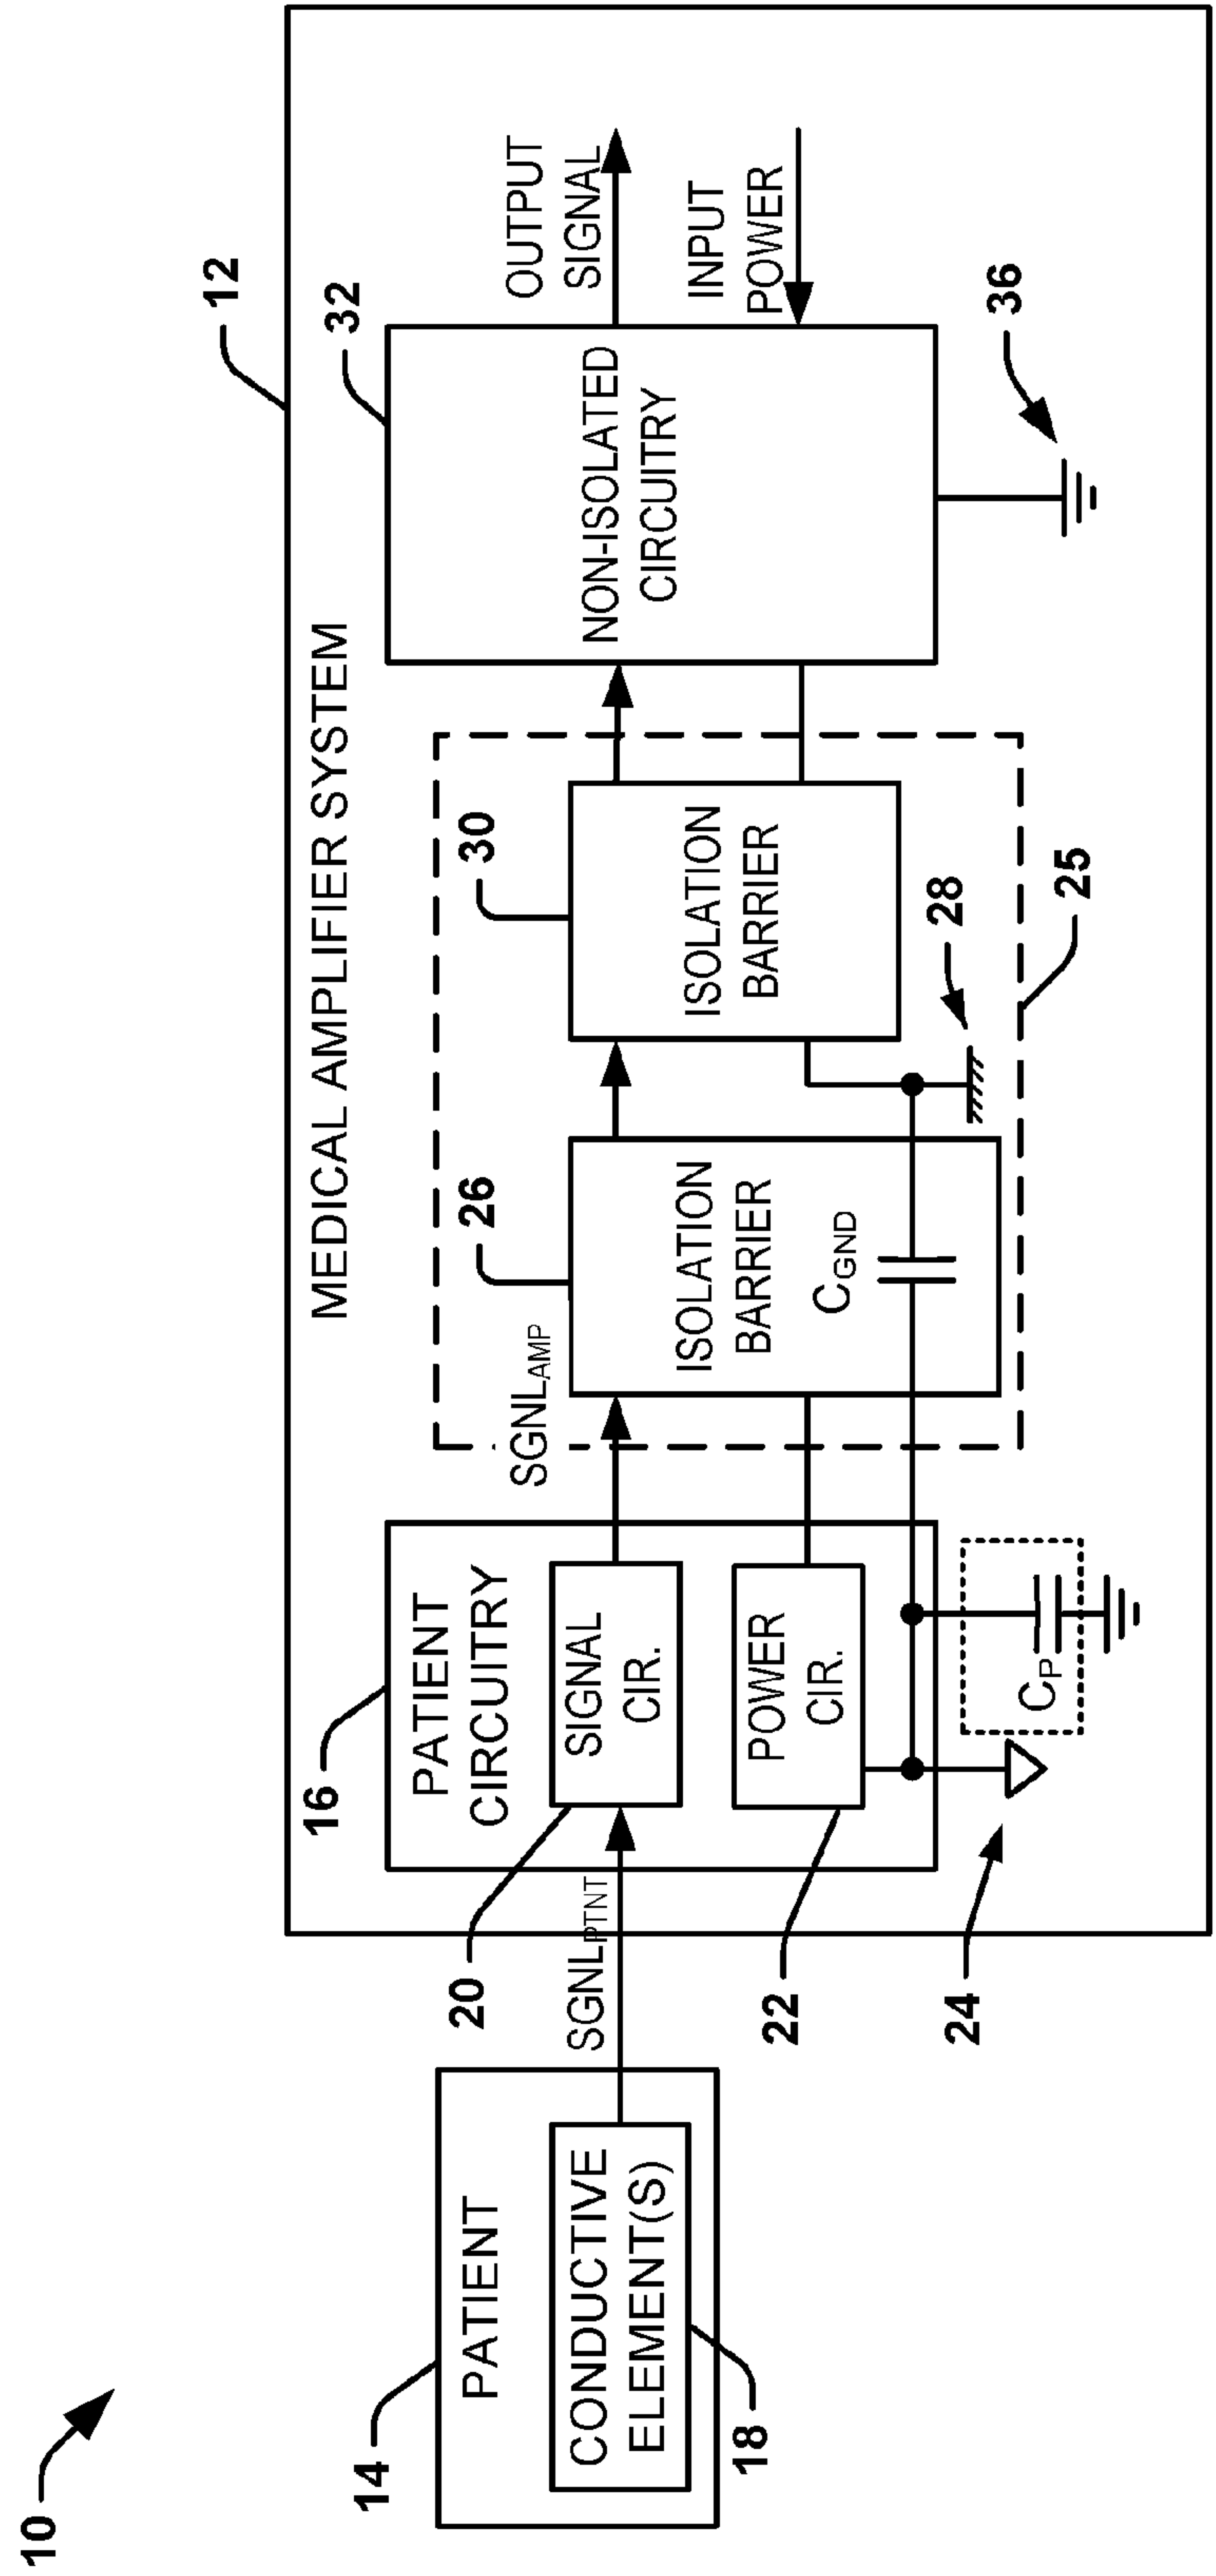 10
12
MEDICAL AMPLIFIER SYSTEM
14
PATIENT
CONDUCTIVE
ELEMENT(S)
18
SGNLPTNT
16
PATIENT
CIRCUITRY
20
SIGNAL
CIR.
22
POWER
CIR.
24
CP
SGNLAMP
26
ISOLATION
BARRIER
CGND
28
30
ISOLATION
BARRIER
25
32
NON-ISOLATED
CIRCUITRY
36
OUTPUT
SIGNAL
INPUT
POWER